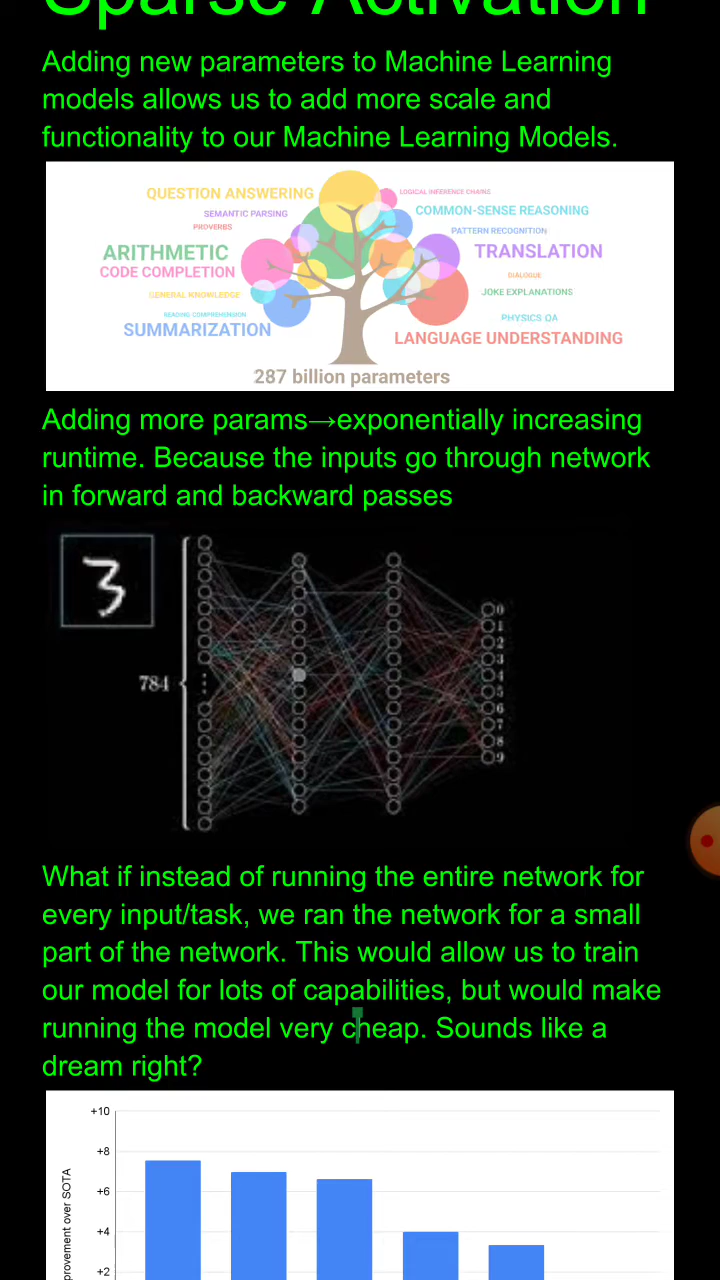 Sparse Activation
Adding new parameters to Machine Learning
models allows us to add more scale and
functionality to our Machine Learning Models.
QUESTION ANSWERING
LOGICAL INFERENCE CHAINS
SEMANTIC PARSING
COMMON-SENSE REASONING
PROVERBS
PATTERN RECOGNITION
ARITHMETIC
TRANSLATION
CODE COMPLETION
DIALOGUE
GENERAL KNOWLEDGE
JOKE EXPLANATIONS
READING COMPREHENSION
PHYSICS QA
SUMMARIZATION
LANGUAGE UNDERSTANDING
287 billion parameters
Adding more params→exponentially increasing
runtime. Because the inputs go through network
in forward and backward passes
3
784
0
1
2
3
4
5
6
7
8
9
What if instead of running the entire network for
every input/task, we ran the network for a small
part of the network. This would allow us to train
our model for lots of capabilities, but would make
running the model very cheap. Sounds like a
dream right?
+10
+8
+6
+4
+2
provement over SOTA